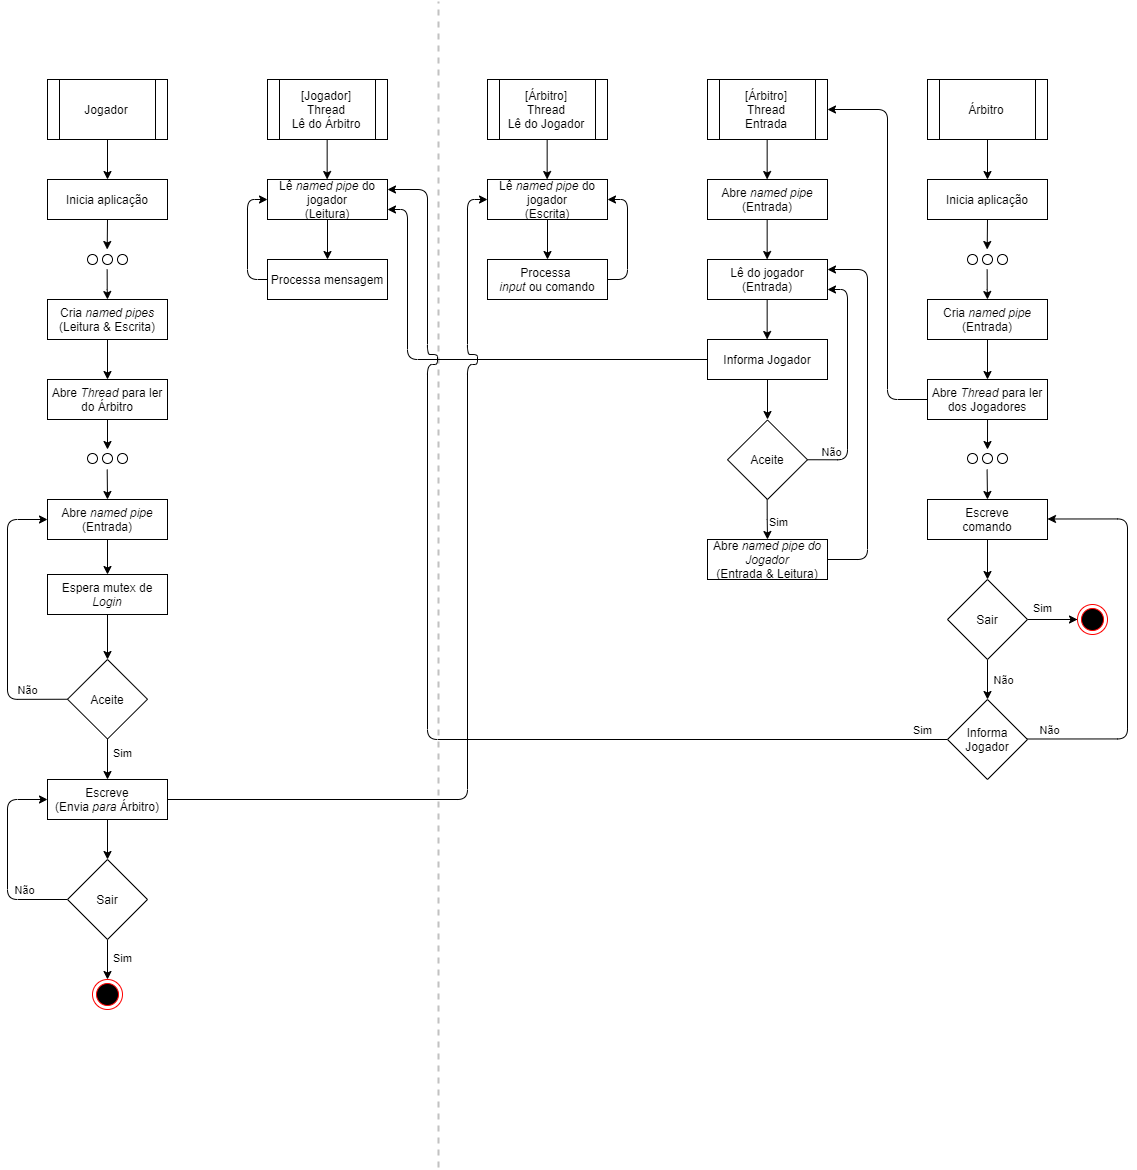 Jogador
Inicia aplicação
Cria named pipes
(Leitura & Escrita)
Abre Thread para ler
do Árbitro
Abre named pipe
(Entrada)
Espera mutex de
Login
Aceite
Não
Sim
Escreve
(Envia para Árbitro)
Sair
Não
Sim
[Jogador]
Thread
Lê do Árbitro
Lê named pipe do
jogador
(Leitura)
Processa mensagem
[Árbitro]
Thread
Lê do Jogador
Lê named pipe do
jogador
(Escrita)
Processa
input ou comando
[Árbitro]
Thread
Entrada
Abre named pipe
(Entrada)
Lê do jogador
(Entrada)
Informa Jogador
Aceite
Não
Sim
Abre named pipe do
Jogador
(Entrada & Leitura)
Árbitro
Inicia aplicação
Cria named pipe
(Entrada)
Abre Thread para ler
dos Jogadores
Escreve
comando
Sair
Sim
Não
Informa
Jogador
Sim
Não